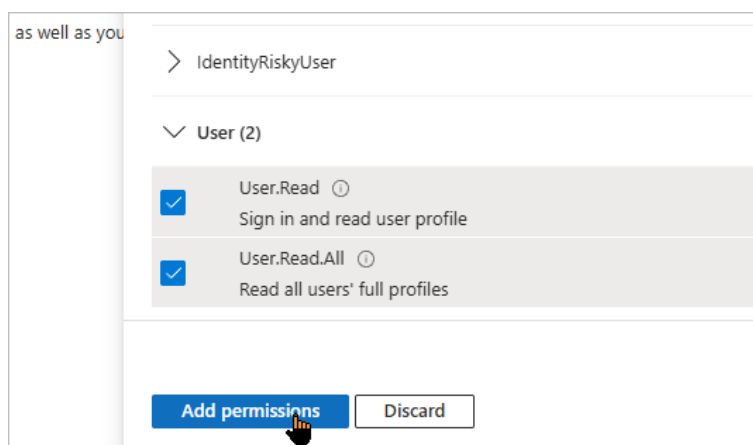 as well as you
IdentityRiskyUser
User (2)
User.Read
Sign in and read user profile
User.Read.All
Read all users' full profiles
Add permissions
Discard